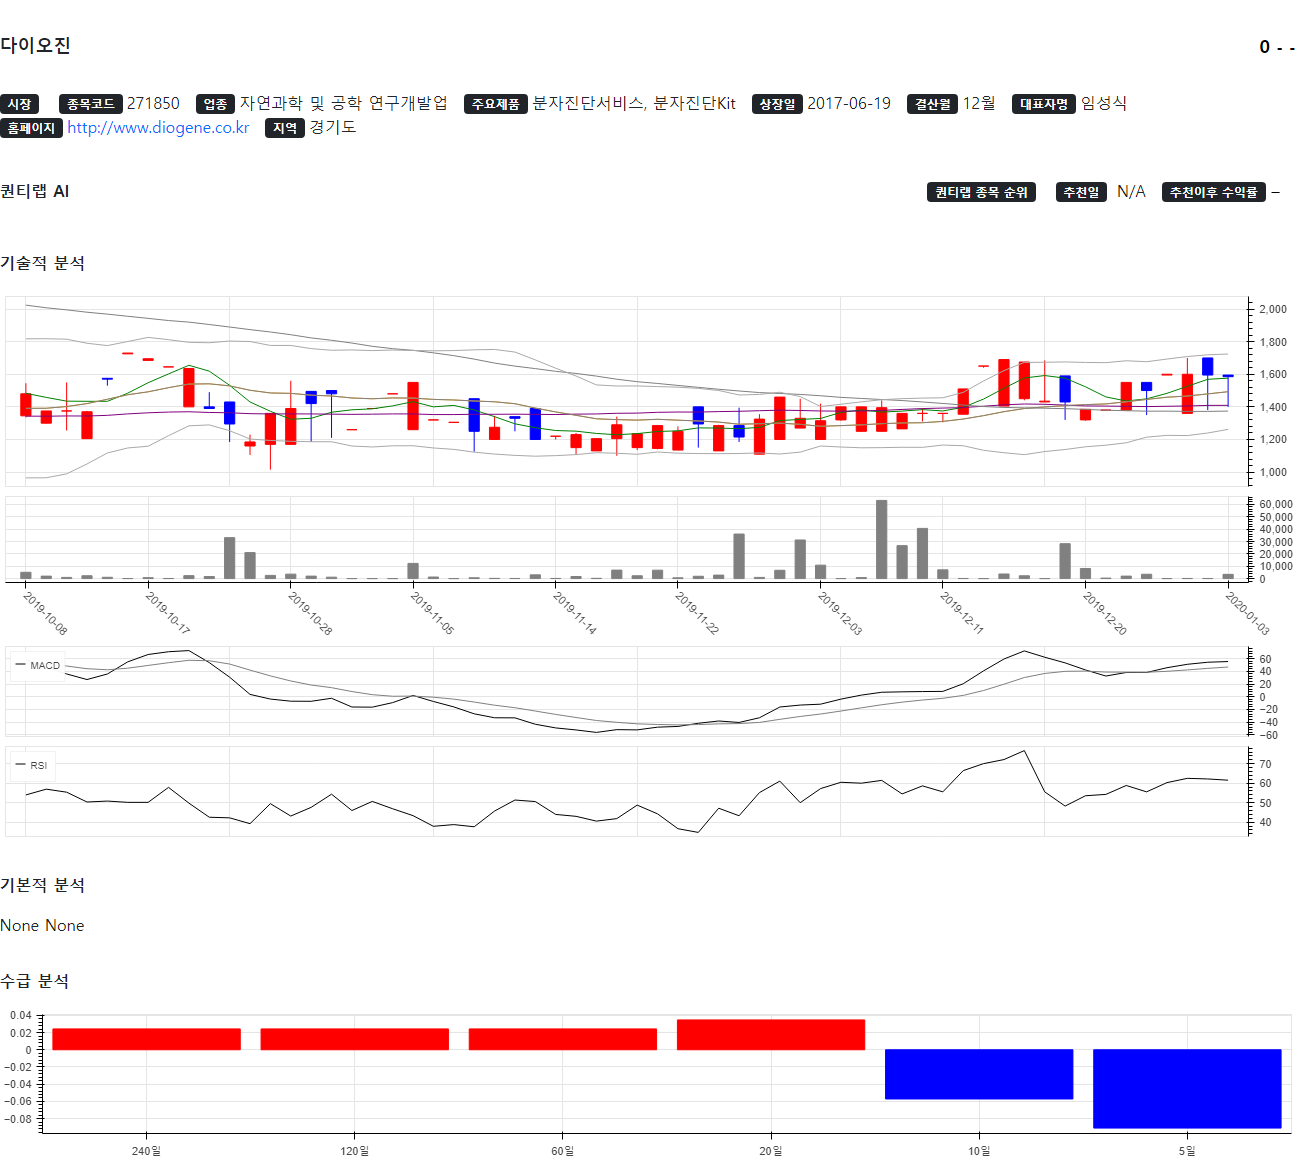 다이오진 0 - -
시장 종목코드 271850 업종 자연과학 및 공학 연구개발업 주요제품 분자진단서비스, 분자진단Kit 상장일 2017-06-19 결산월 12월 대표자명 임성식
홈페이지 http://www.diogene.co.kr 지역 경기도
퀀티랩 AI 퀀티랩 종목 순위 추천일 N/A 추천이후 수익률 –
기술적 분석
2,000
1,800
1,600
1,400
1,200
1,000
60,000
50,000
40,000
30,000
20,000
10,000
0
2019-10-08 2019-10-17 2019-10-28 2019-11-05 2019-11-14 2019-11-22 2019-12-03 2019-12-11 2019-12-20 2020-01-03
MACD
60
40
20
0
−20
−40
−60
RSI
70
60
50
40
기본적 분석
None None
수급 분석
0.04
0.02
0
−0.02
−0.04
−0.06
−0.08
240일 120일 60일 20일 10일 5일